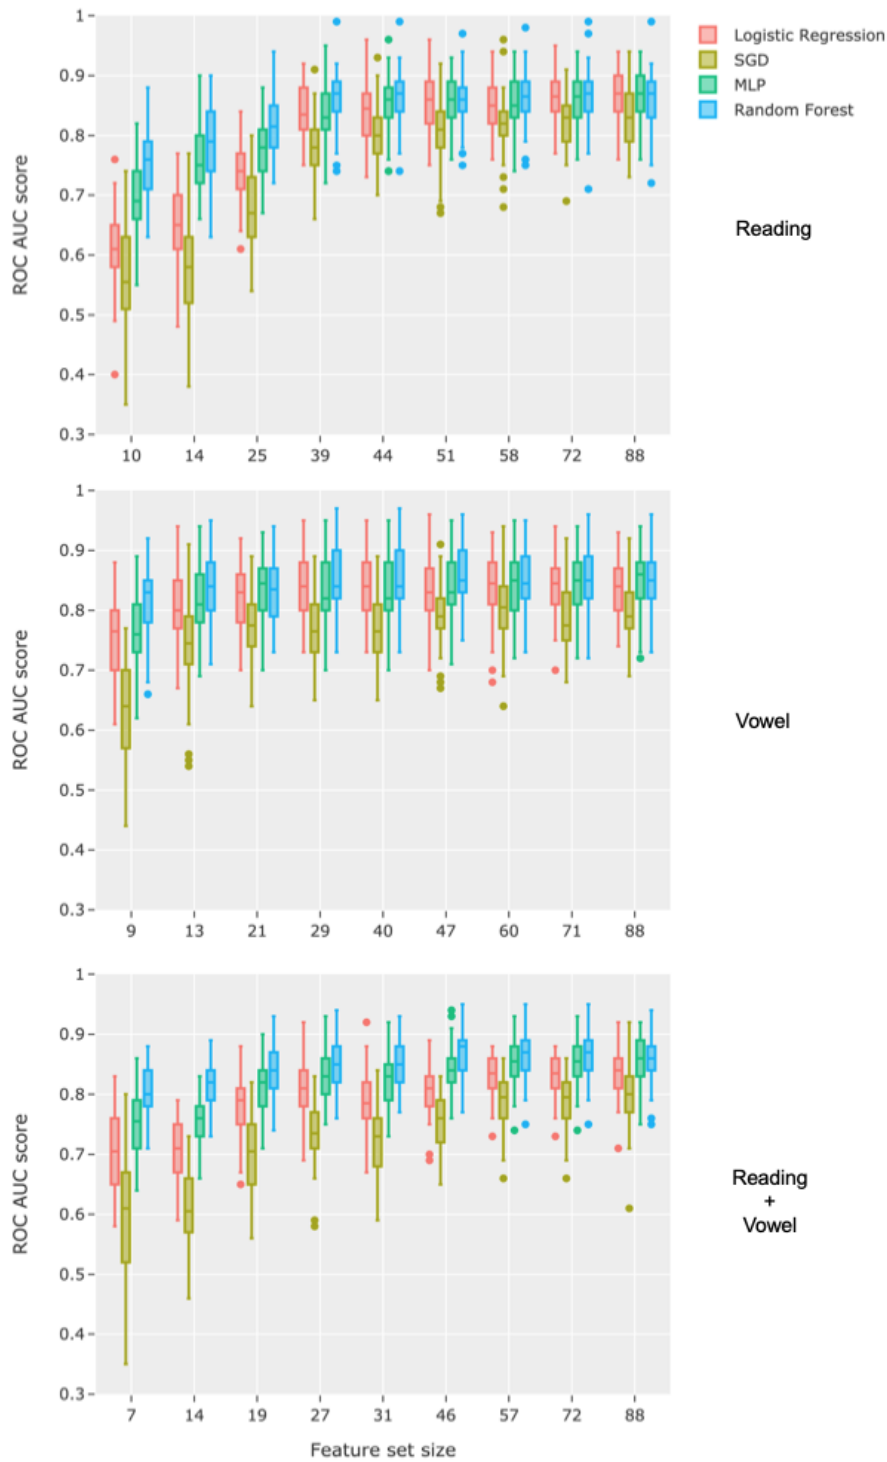 Logistic Regression
SGD
MLP
Random Forest
ROC AUC score
1
0.9
0.8
0.7
0.6
0.5
0.4
0.3
10 14 25 39 44 51 58 72 88
Reading
ROC AUC score
1
0.9
0.8
0.7
0.6
0.5
0.4
0.3
9 13 21 29 40 47 60 71 88
Vowel
ROC AUC score
1
0.9
0.8
0.7
0.6
0.5
0.4
0.3
7 14 19 27 31 46 57 72 88
Reading
+
Vowel
Feature set size